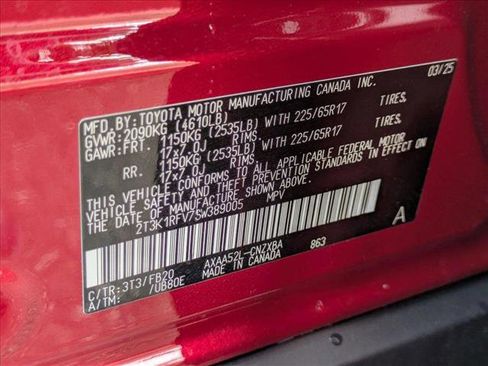 MFD. BY: TOYOTA MOTOR MANUFACTURING CANADA INC. 03/25
GVWR: 2090KG (4610LB)
GAWR: FRT. 1150KG (2535LB) WITH 225/65R17 TIRES,
17x7.0J RIMS,
RR. 1150KG (2535LB) WITH 225/65R17 TIRES,
17x7.0J RIMS,
THIS VEHICLE CONFORMS TO ALL APPLICABLE FEDERAL MOTOR
VEHICLE SAFETY AND THEFT PREVENTION STANDARDS IN EFFECT ON
THE DATE OF MANUFACTURE SHOWN ABOVE.
2T3K1RFV7SW389005 MPV
A
AXAA52L-CNZXBA 863
C/TR:3T3/FB20 MADE IN CANADA
A/TM: /UB80E